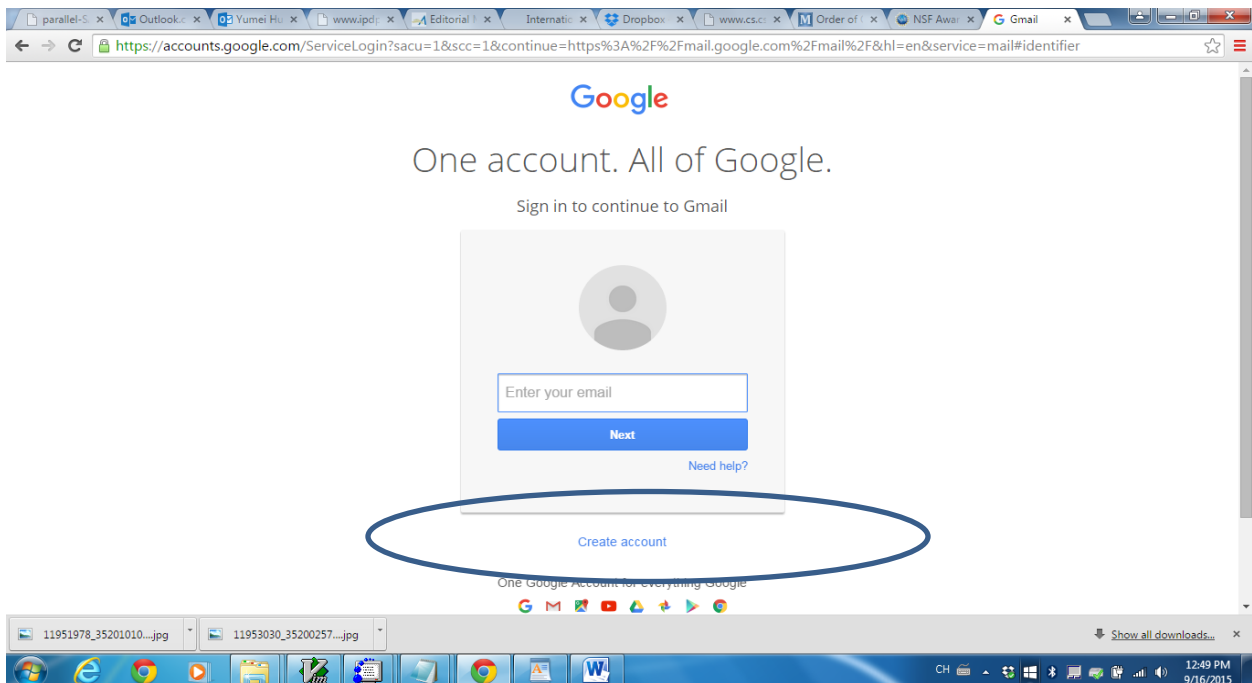 parallel-S. Outlook.c Yumei Hu www.ipdp Editorial Internatic Dropbox www.cs.cs Order of NSF Awar Gmail
https://accounts.google.com/ServiceLogin?sacu=1&scc=1&continue=https%3A%2F%2Fmail.google.com%2Fmail%2F&hl=en&service=mail#identifier
Google
One account. All of Google.
Sign in to continue to Gmail
Enter your email
Next
Need help?
Create account
One Google Account for everything Google
11951978_35201010....jpg 11953030_35200257....jpg Show all downloads...
CH 12:49 PM
9/16/2015